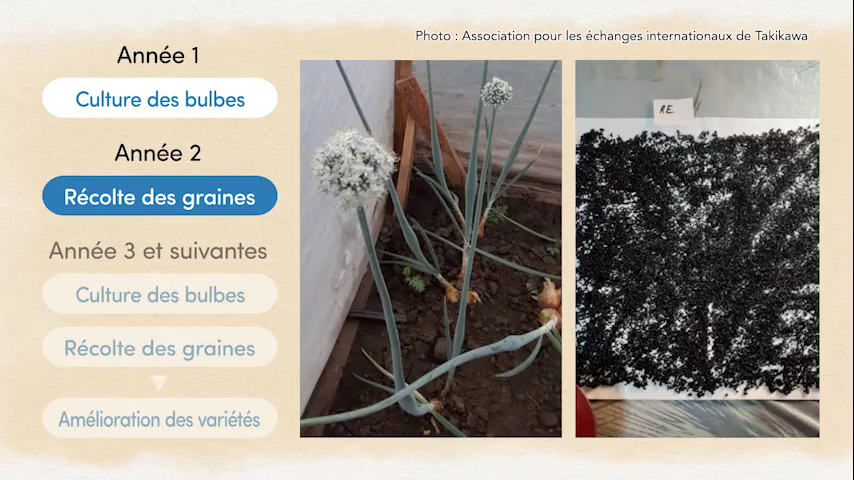 Photo : Association pour les échanges internationaux de Takikawa
Année 1
Culture des bulbes
Année 2
Récolte des graines
Année 3 et suivantes
Culture des bulbes
Récolte des graines
Amélioration des variétés
RE